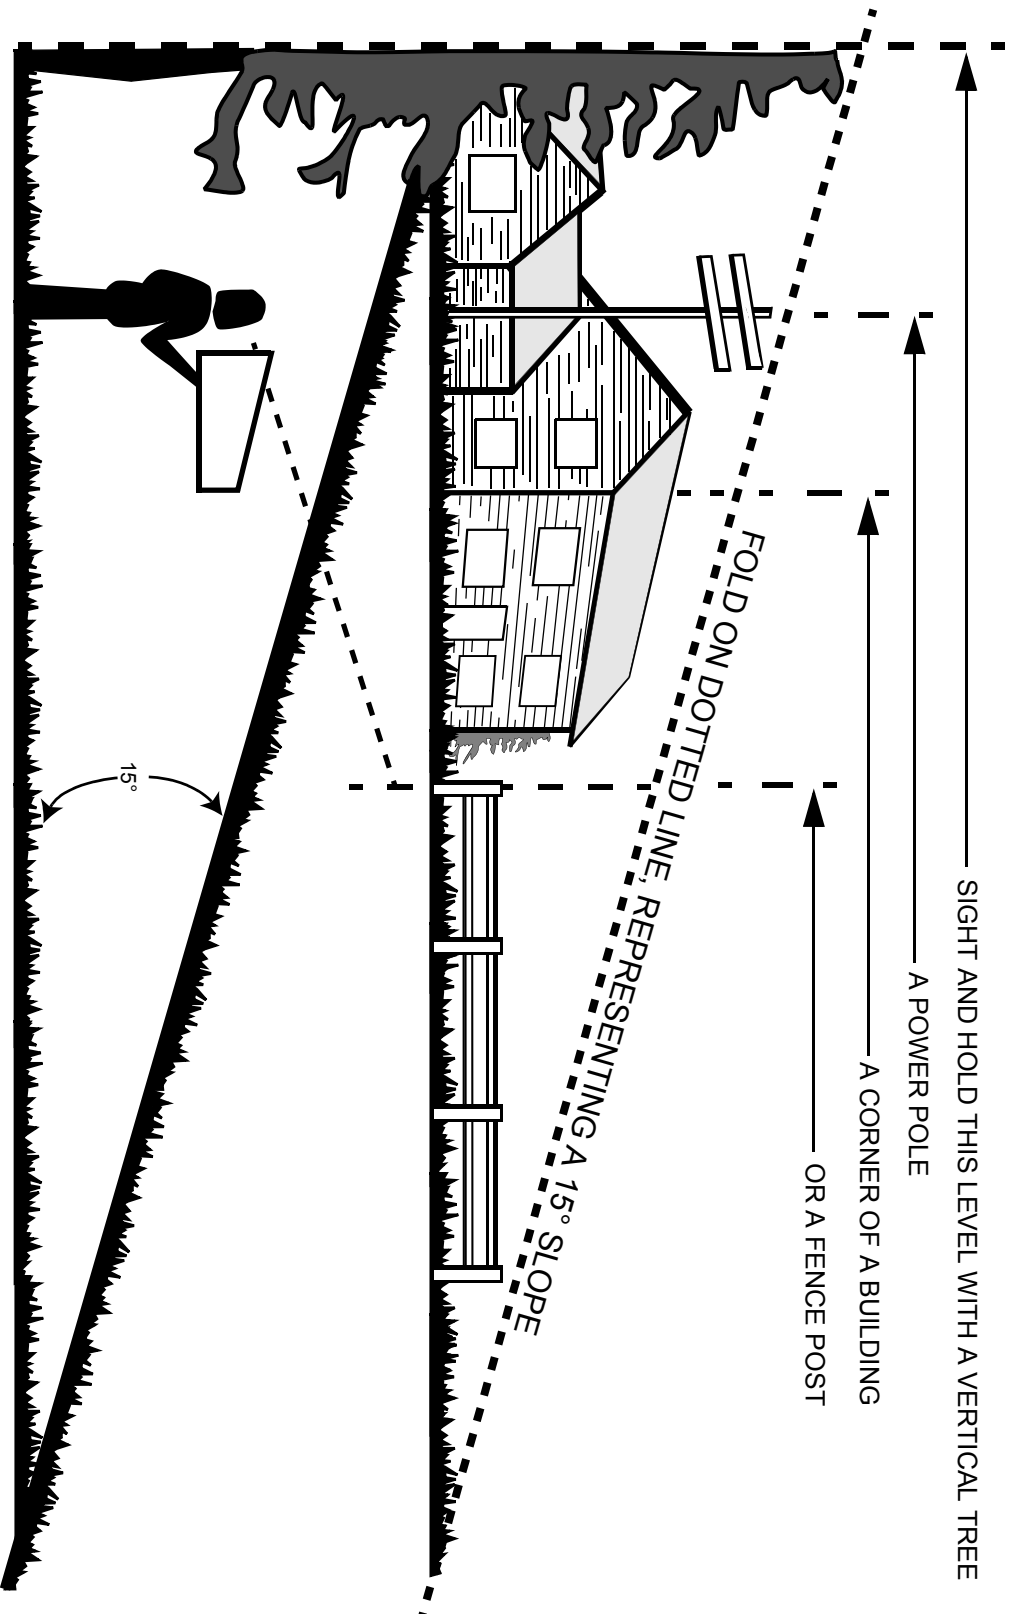 SIGHT AND HOLD THIS LEVEL WITH A VERTICAL TREE
A POWER POLE
A CORNER OF A BUILDING
OR A FENCE POST
FOLD ON DOTTED LINE, REPRESENTING A 15° SLOPE
15°